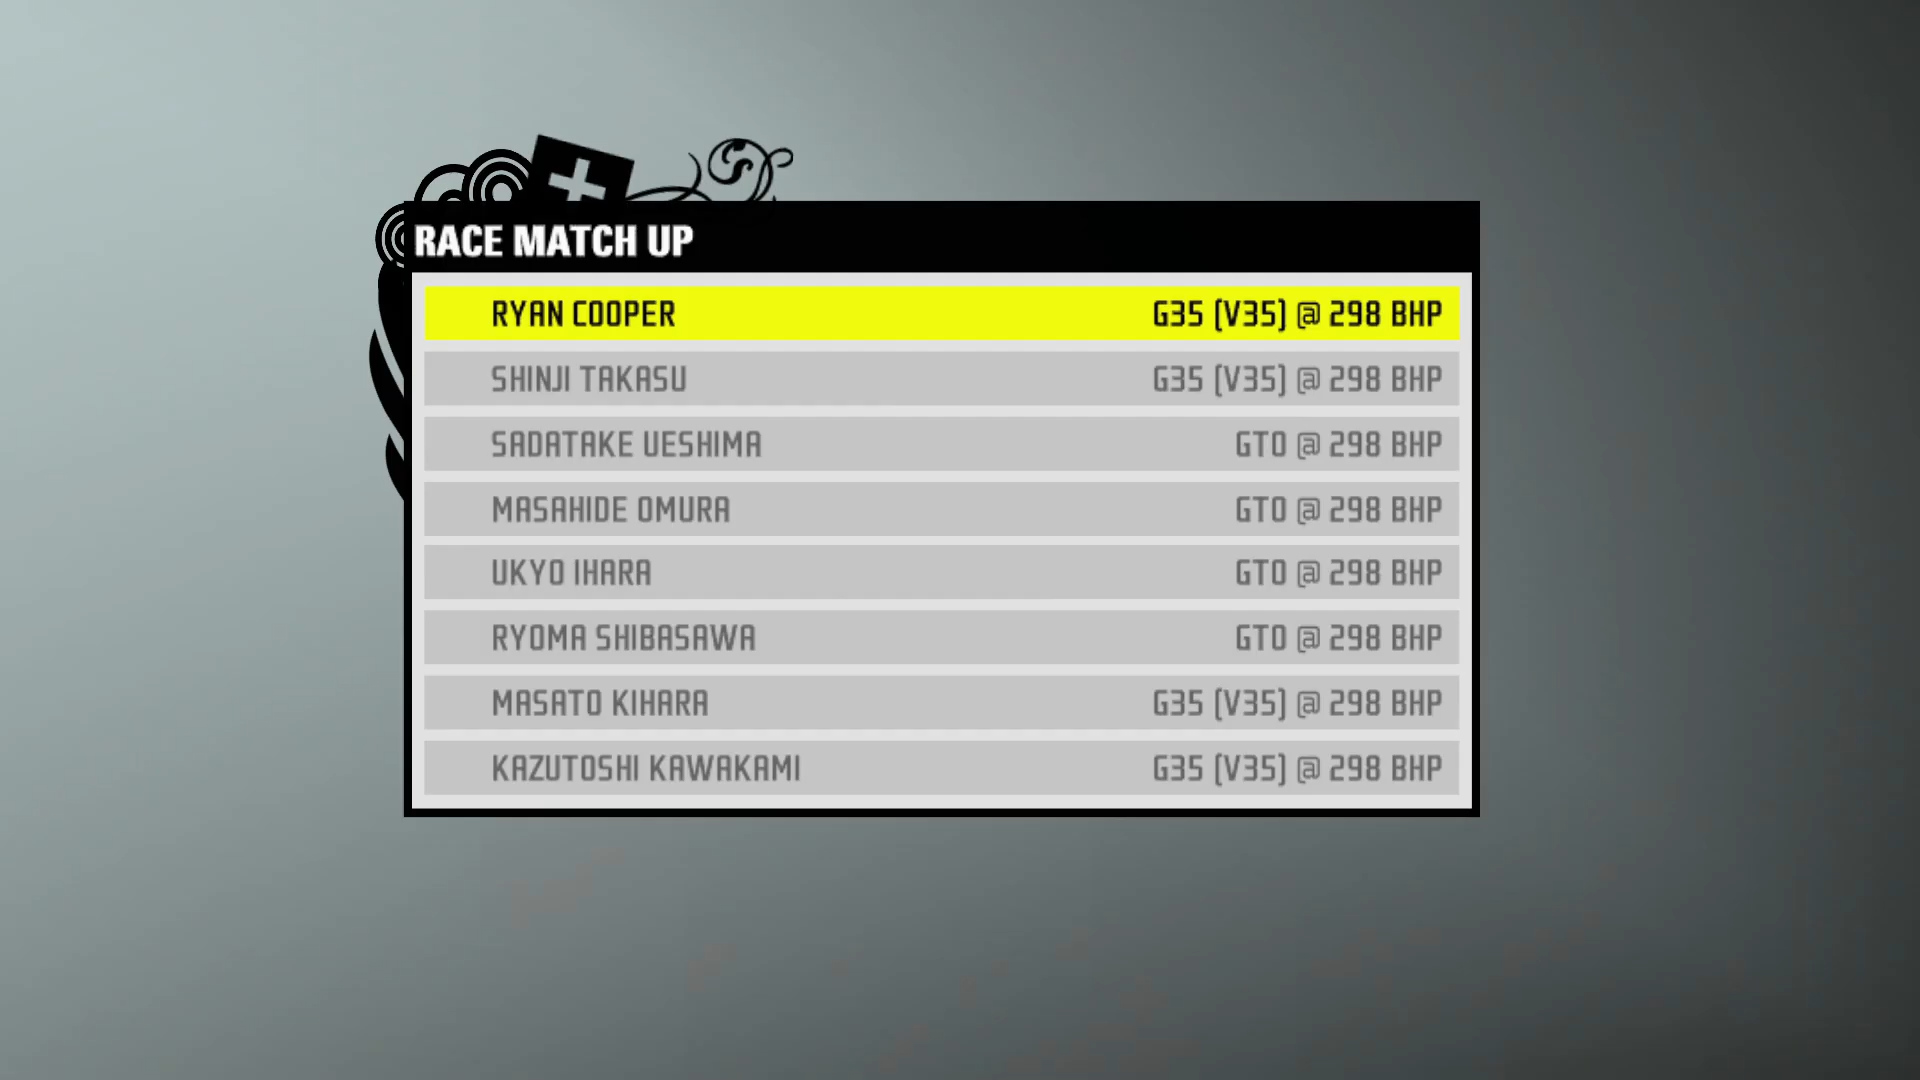 RACE MATCH UP
RYAN COOPER G35 (V35) @ 298 BHP
SHINJI TAKASU G35 (V35) @ 298 BHP
SADATAKE UESHIMA GTO @ 298 BHP
MASAHIDE OMURA GTO @ 298 BHP
UKYO IHARA GTO @ 298 BHP
RYOMA SHIBASAWA GTO @ 298 BHP
MASATO KIHARA G35 (V35) @ 298 BHP
KAZUTOSHI KAWAKAMI G35 (V35) @ 298 BHP